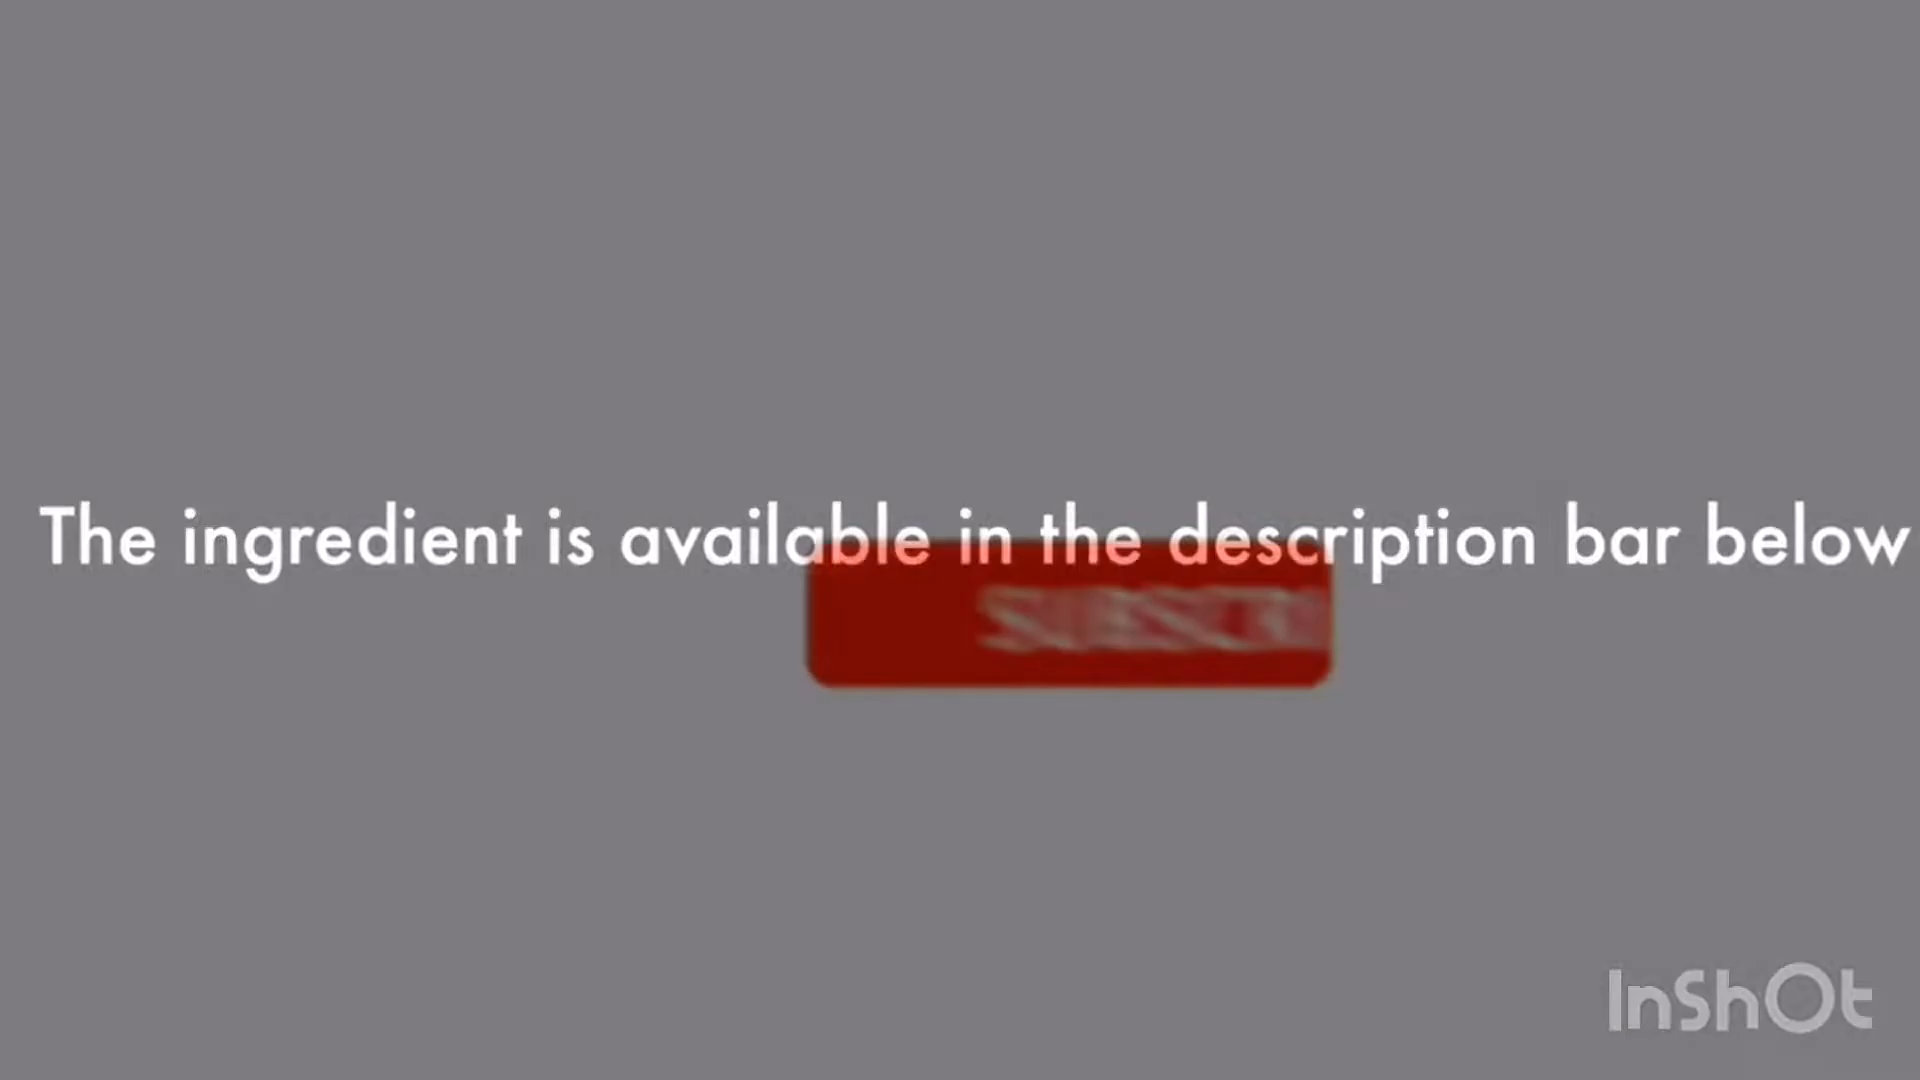 The ingredient is available in the description bar below
InShOt